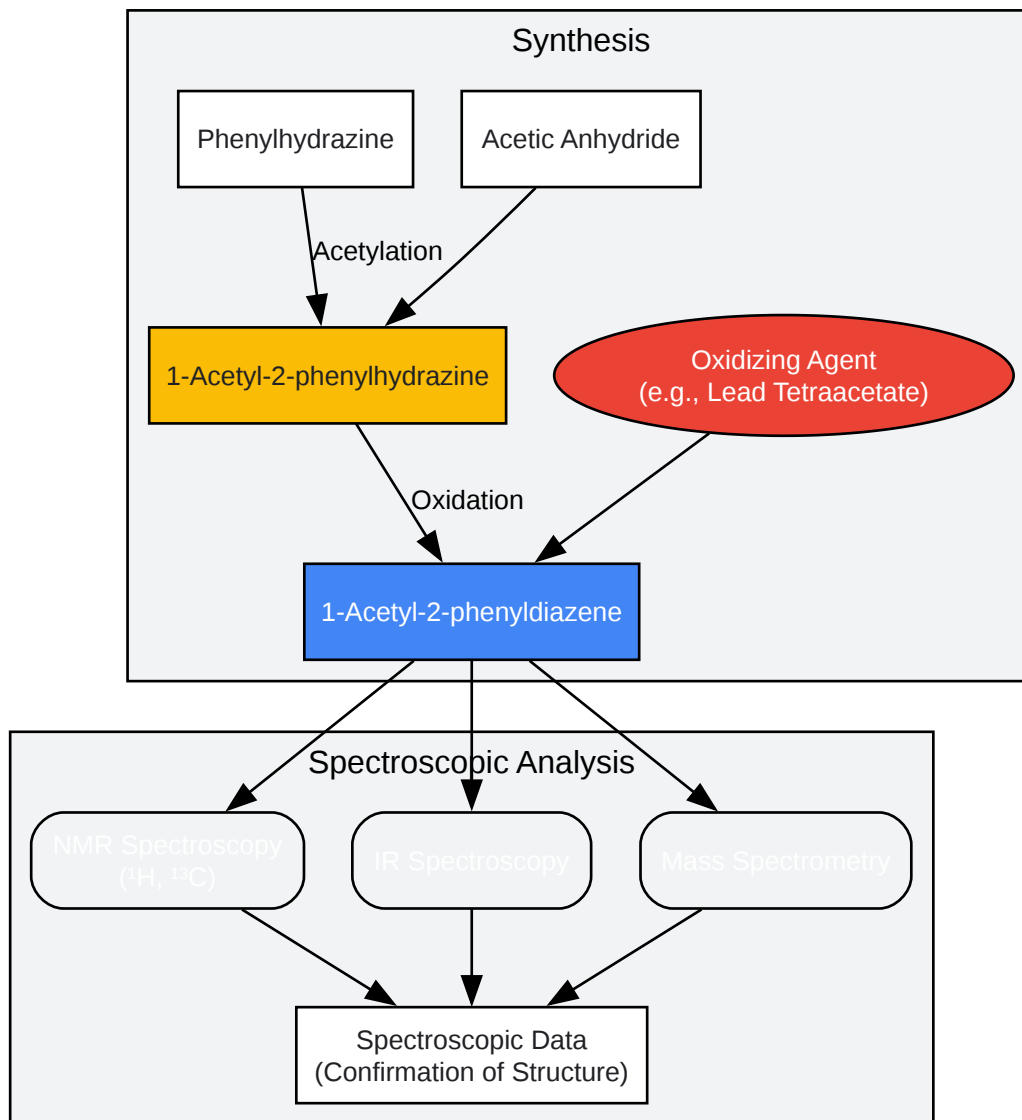 Synthesis
Phenylhydrazine
Acetic Anhydride
Acetylation
1-Acetyl-2-phenylhydrazine
Oxidizing Agent
(e.g., Lead Tetraacetate)
Oxidation
1-Acetyl-2-phenyldiazene
Spectroscopic Analysis
NMR Spectroscopy
(¹H, ¹³C)
IR Spectroscopy
Mass Spectrometry
Spectroscopic Data
(Confirmation of Structure)